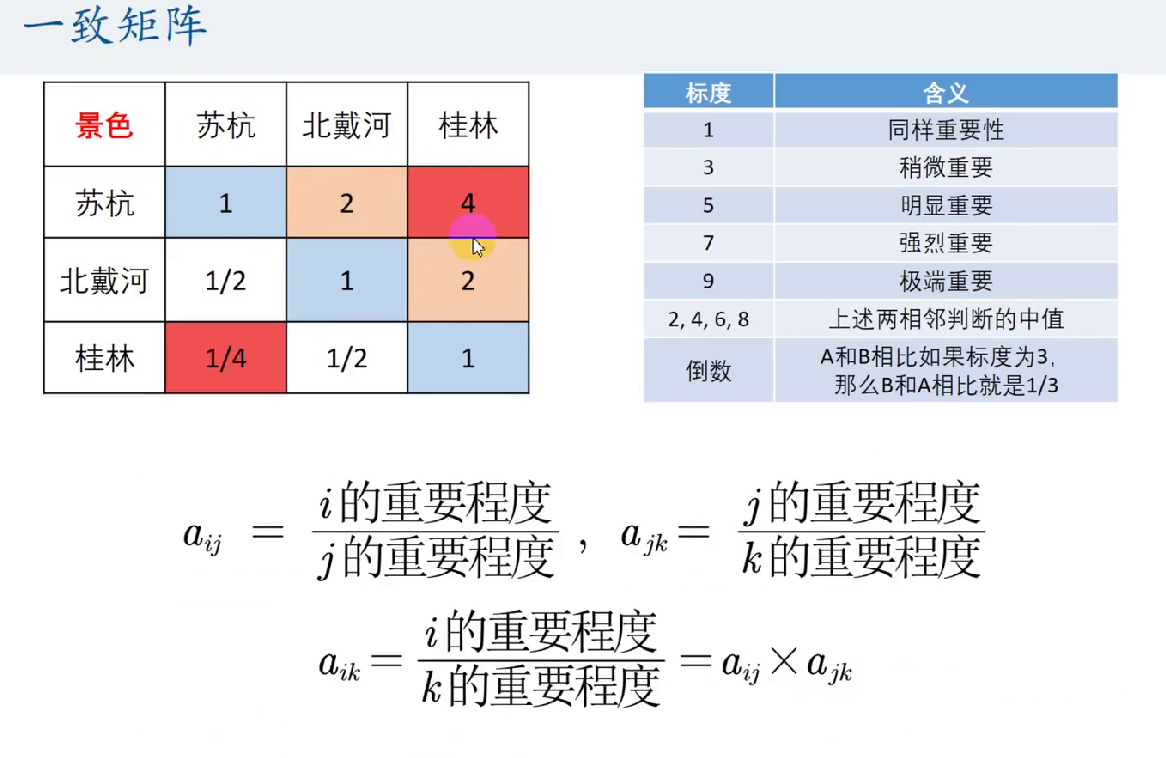 一致矩阵
景色 苏杭 北戴河 桂林
苏杭 1 2 4
北戴河 1/2 1 2
桂林 1/4 1/2 1
标度 含义
1 同样重要性
3 稍微重要
5 明显重要
7 强烈重要
9 极端重要
2, 4, 6, 8 上述两相邻判断的中值
倒数 A和B相比如果标度为3,
那么B和A相比就是1/3
a_{ij} = \frac{i的重要程度}{j的重要程度} , a_{jk} = \frac{j的重要程度}{k的重要程度}
a_{ik} = \frac{i的重要程度}{k的重要程度} = a_{ij} × a_{jk}